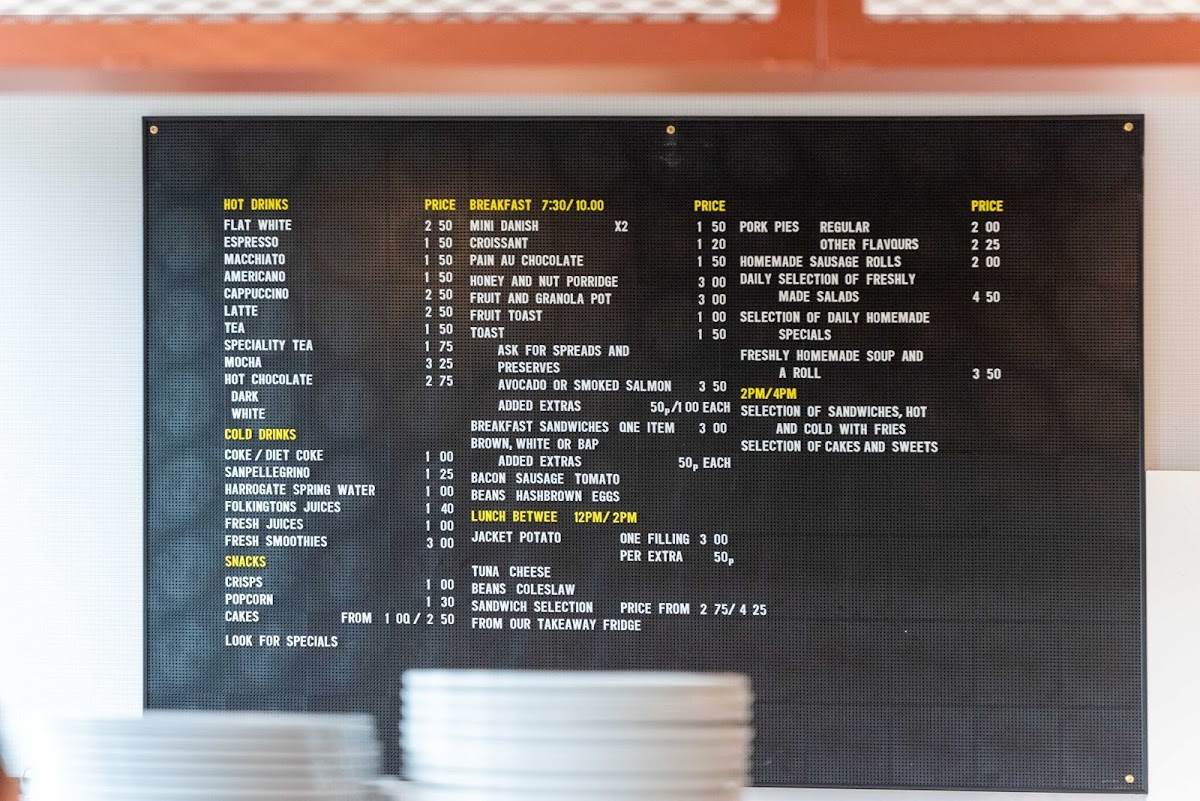 HOT DRINKS PRICE
FLAT WHITE 2 50
ESPRESSO 1 50
MACCHIATO 1 50
AMERICANO 1 50
CAPPUCCINO 2 50
LATTE 2 50
TEA 1 50
SPECIALITY TEA 1 75
MOCHA 3 25
HOT CHOCOLATE 2 75
DARK
WHITE
COLD DRINKS
COKE / DIET COKE 1 00
SANPELLEGRINO 1 25
HARROGATE SPRING WATER 1 00
FOLKINGTONS JUICES 1 40
FRESH JUICES 1 00
FRESH SMOOTHIES 3 00
SNACKS
CRISPS 1 00
POPCORN 1 30
CAKES FROM 1 00 / 2 50
LOOK FOR SPECIALS
BREAKFAST 7:30/10.00 PRICE
MINI DANISH X2 1 50
CROISSANT 1 20
PAIN AU CHOCOLATE 1 50
HONEY AND NUT PORRIDGE 3 00
FRUIT AND GRANOLA POT 3 00
FRUIT TOAST 1 00
TOAST 1 50
ASK FOR SPREADS AND
PRESERVES
AVOCADO OR SMOKED SALMON 3 50
ADDED EXTRAS 50p/1 00 EACH
BREAKFAST SANDWICHES ONE ITEM 3 00
BROWN, WHITE OR BAP
ADDED EXTRAS 50p EACH
BACON SAUSAGE TOMATO
BEANS HASHBROWN EGGS
LUNCH BETWEE 12PM/2PM
JACKET POTATO ONE FILLING 3 00
PER EXTRA 50p
TUNA CHEESE
BEANS COLESLAW
SANDWICH SELECTION PRICE FROM 2 75/4 25
FROM OUR TAKEAWAY FRIDGE
PRICE
PORK PIES REGULAR 2 00
OTHER FLAVOURS 2 25
HOMEMADE SAUSAGE ROLLS 2 00
DAILY SELECTION OF FRESHLY
MADE SALADS 4 50
SELECTION OF DAILY HOMEMADE
SPECIALS
FRESHLY HOMEMADE SOUP AND
A ROLL 3 50
2PM/4PM
SELECTION OF SANDWICHES, HOT
AND COLD WITH FRIES
SELECTION OF CAKES AND SWEETS